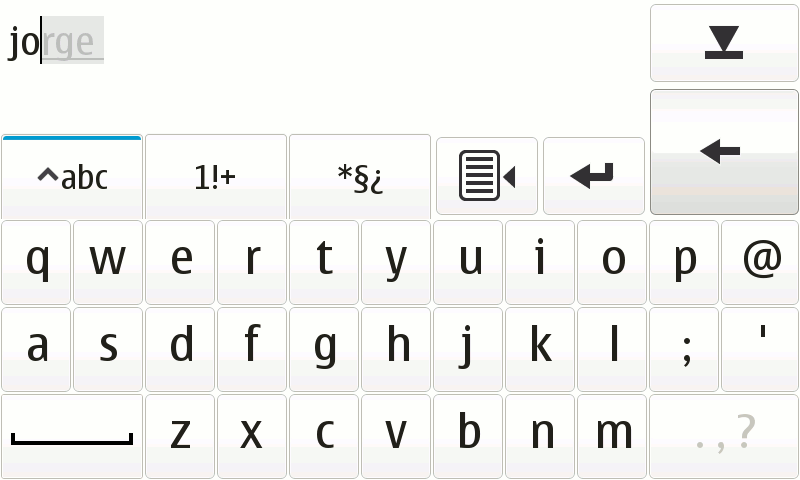 jorge
^abc 1!+ *§¿
q w e r t y u i o p @
a s d f g h j k l ; '
z x c v b n m . , ?